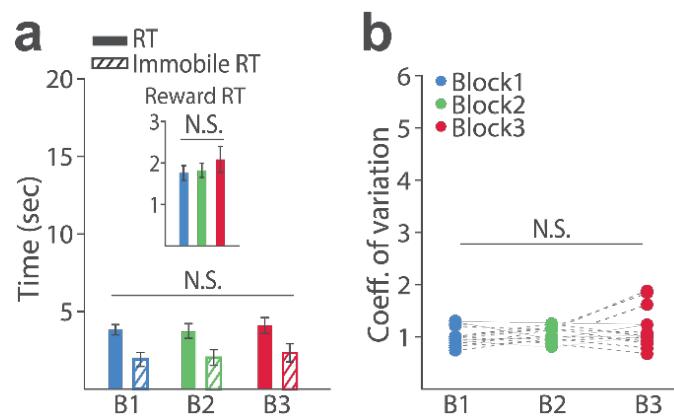 a
RT
Immobile RT
Reward RT
N.S.
3
2
1
Time (sec)
20
15
10
5
N.S.
B1 B2 B3
b
Block1
Block2
Block3
Coeff. of variation
6
5
4
3
2
1
N.S.
B1 B2 B3